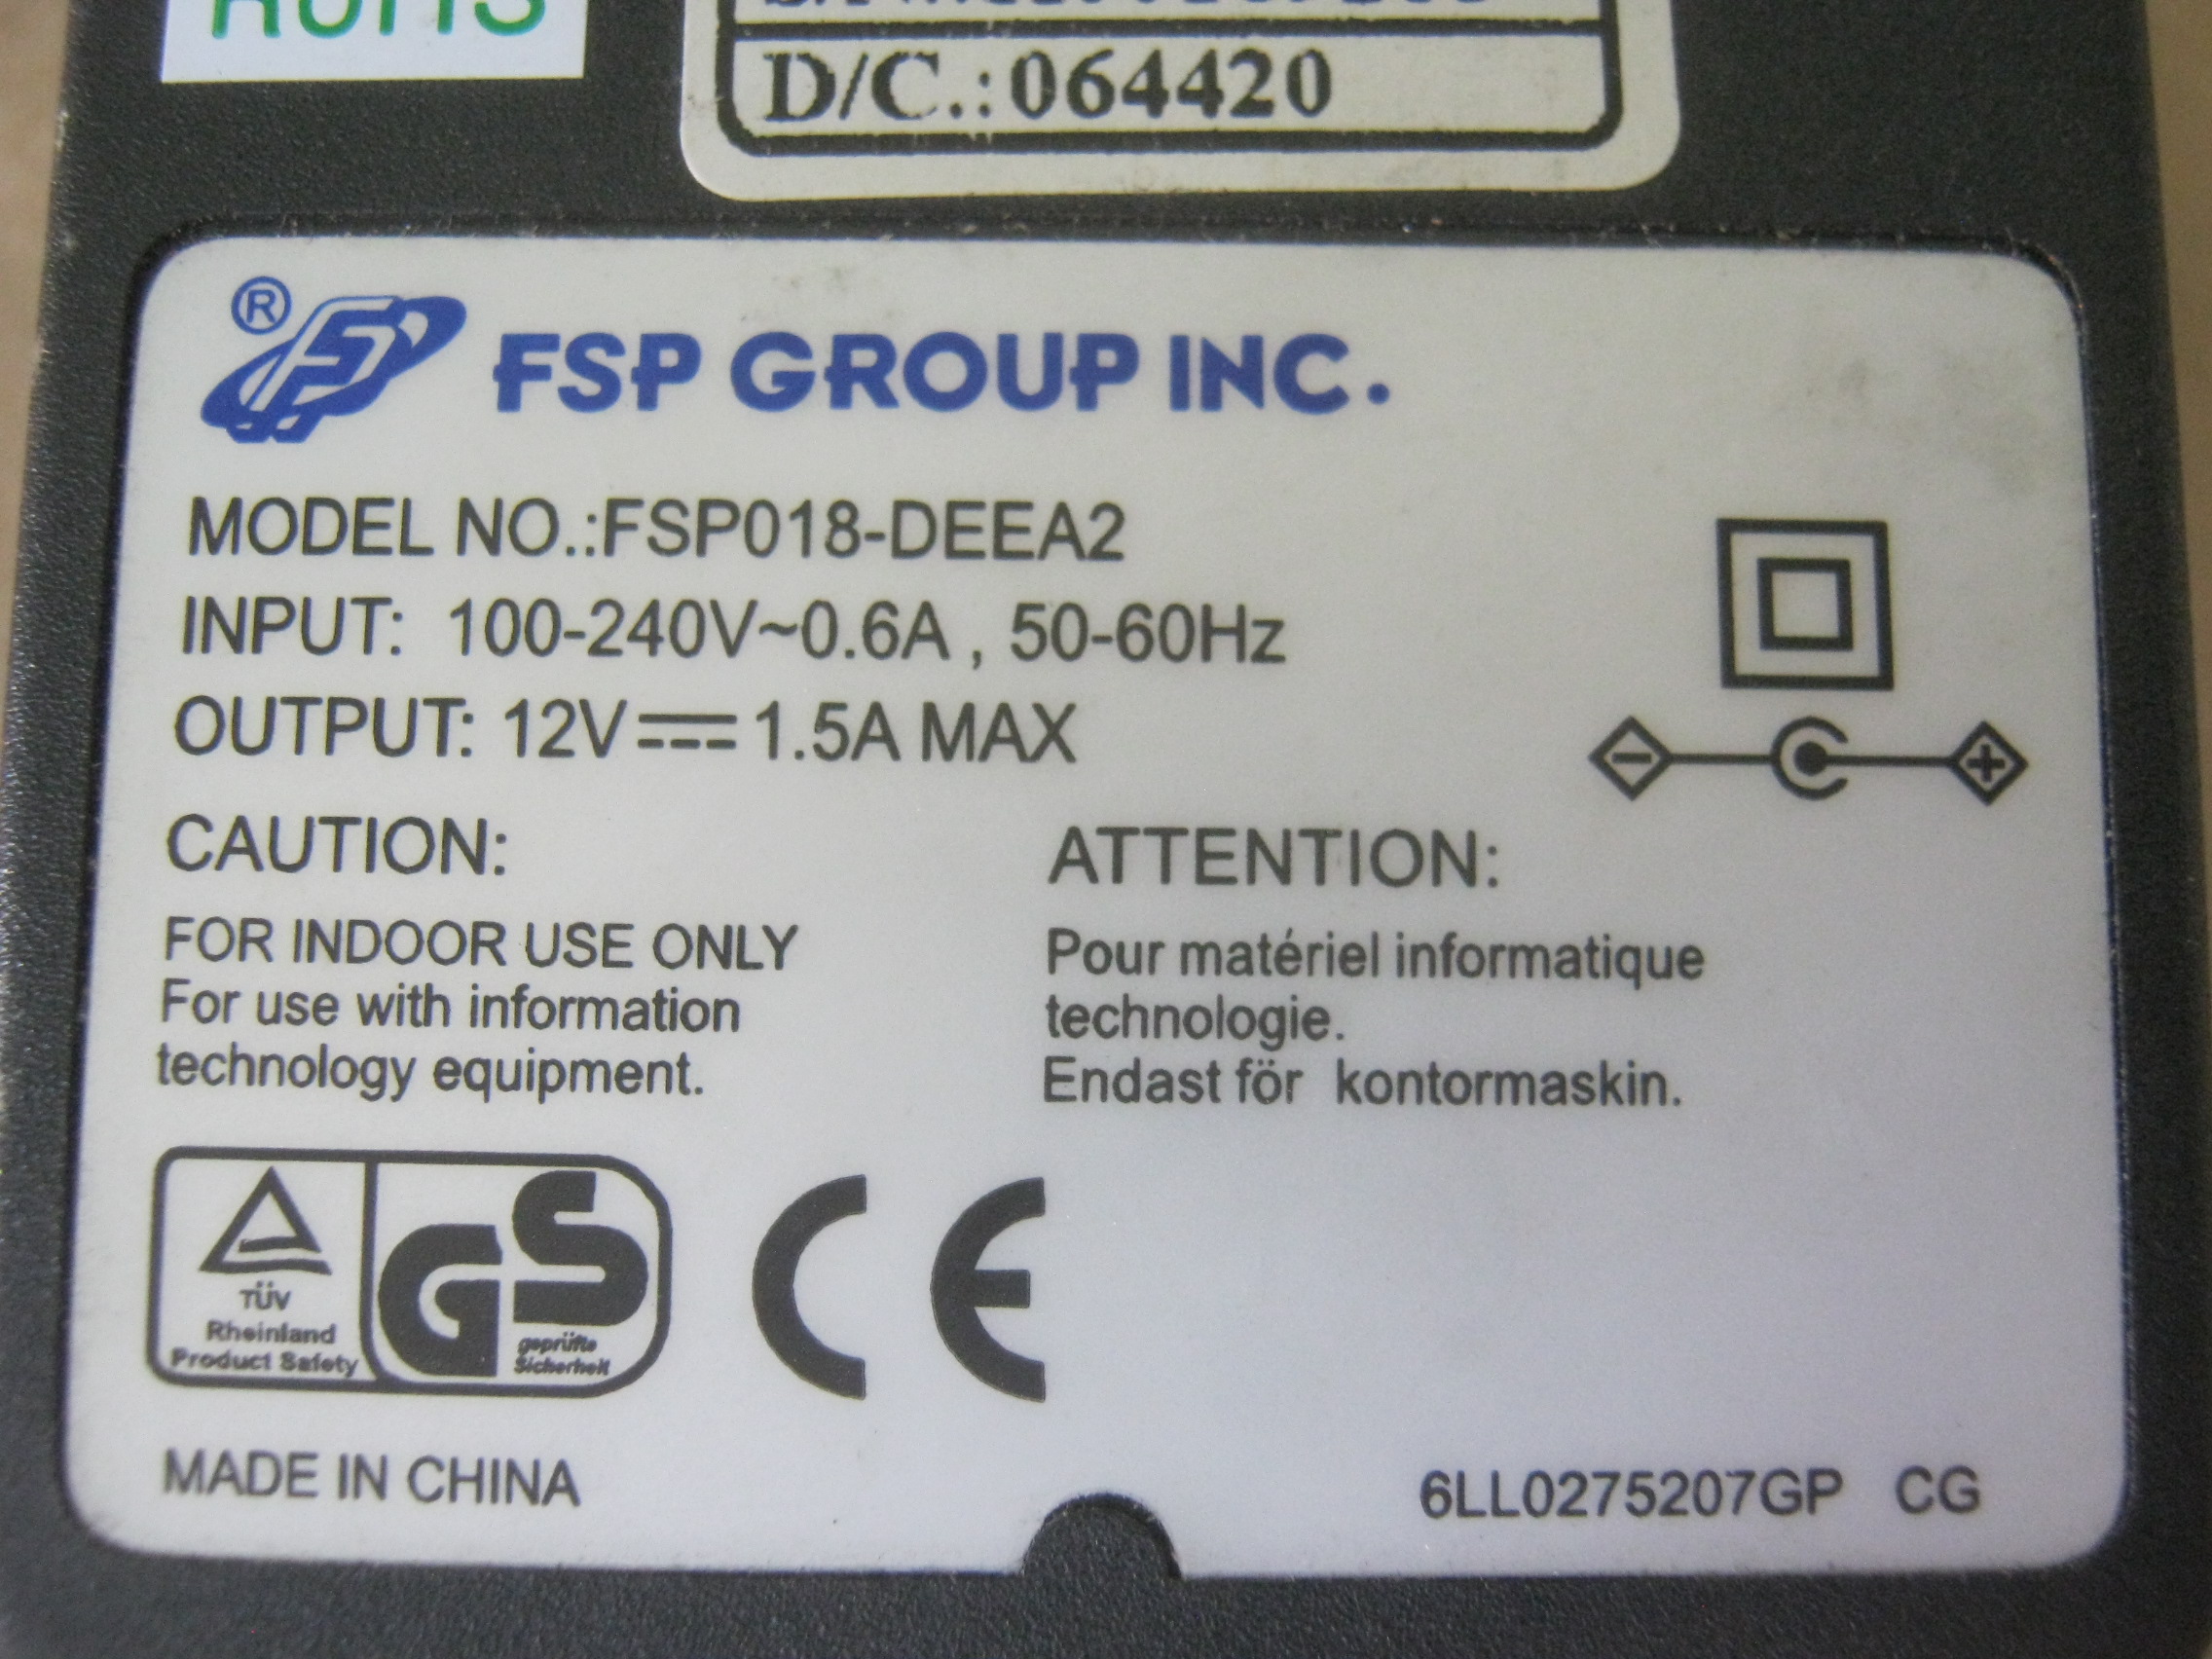 RoHS
D/C.:064420
® FSP GROUP INC.
MODEL NO.:FSP018-DEEA2
INPUT: 100-240V~0.6A , 50-60Hz
OUTPUT: 12V⎓1.5A MAX
CAUTION:
FOR INDOOR USE ONLY
For use with information
technology equipment.
ATTENTION:
Pour matériel informatique
technologie.
Endast för kontormaskin.
TÜV
Rheinland
Product Safety
GS
geprüfte
Sicherheit
CE
MADE IN CHINA
6LL0275207GP CG